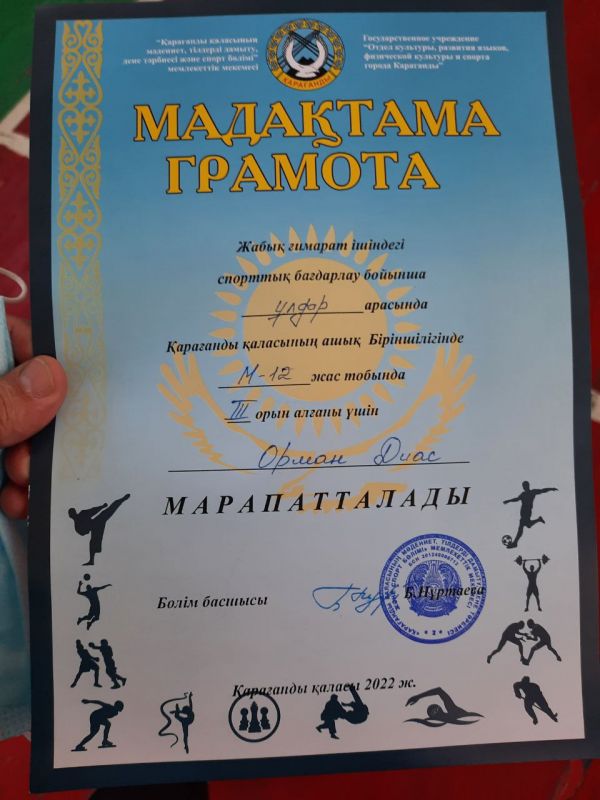 "Қарағанды қаласының
мәдениет, тілдерді дамыту,
дене тәрбиесі және спорт бөлімі"
мемлекеттік мекемесі
Государственное учреждение
"Отдел культуры, развития языков,
физической культуры и спорта
города Караганды"
ҚАРАҒАНДЫ
МАДАҚТАМА
ГРАМОТА
Жабық ғимарат ішіндегі
спорттық бағдарлау бойынша
ұлдар арасында
Қарағанды қаласының ашық Біріншілігінде
М-12 жас тобында
III орын алғаны үшін
Орман Диас
МАРАПАТТАЛАДЫ
Бөлім басшысы
Б.Нұртаева
Қарағанды қаласы 2022 ж.